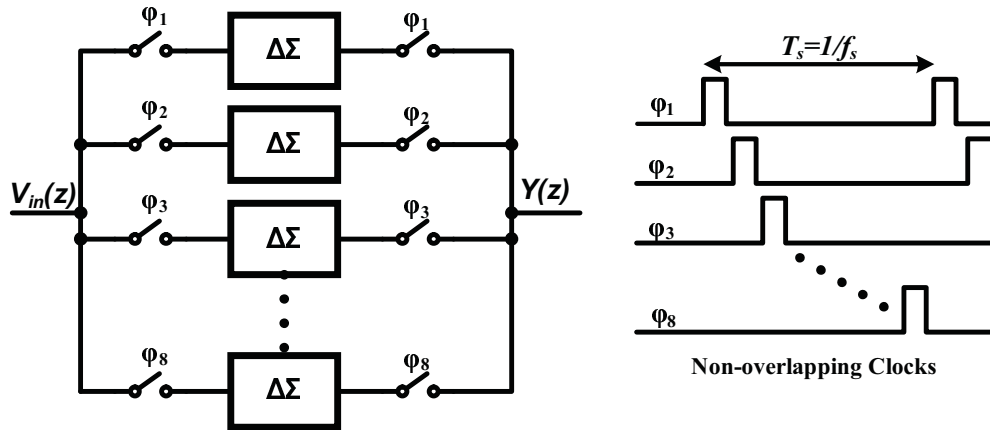 φ1 φ1
ΔΣ
φ2 φ2
ΔΣ
Vin(z)
Y(z)
φ3 φ3
ΔΣ
φ8 φ8
ΔΣ
Ts=1/fs
φ1
φ2
φ3
φ8
Non-overlapping Clocks